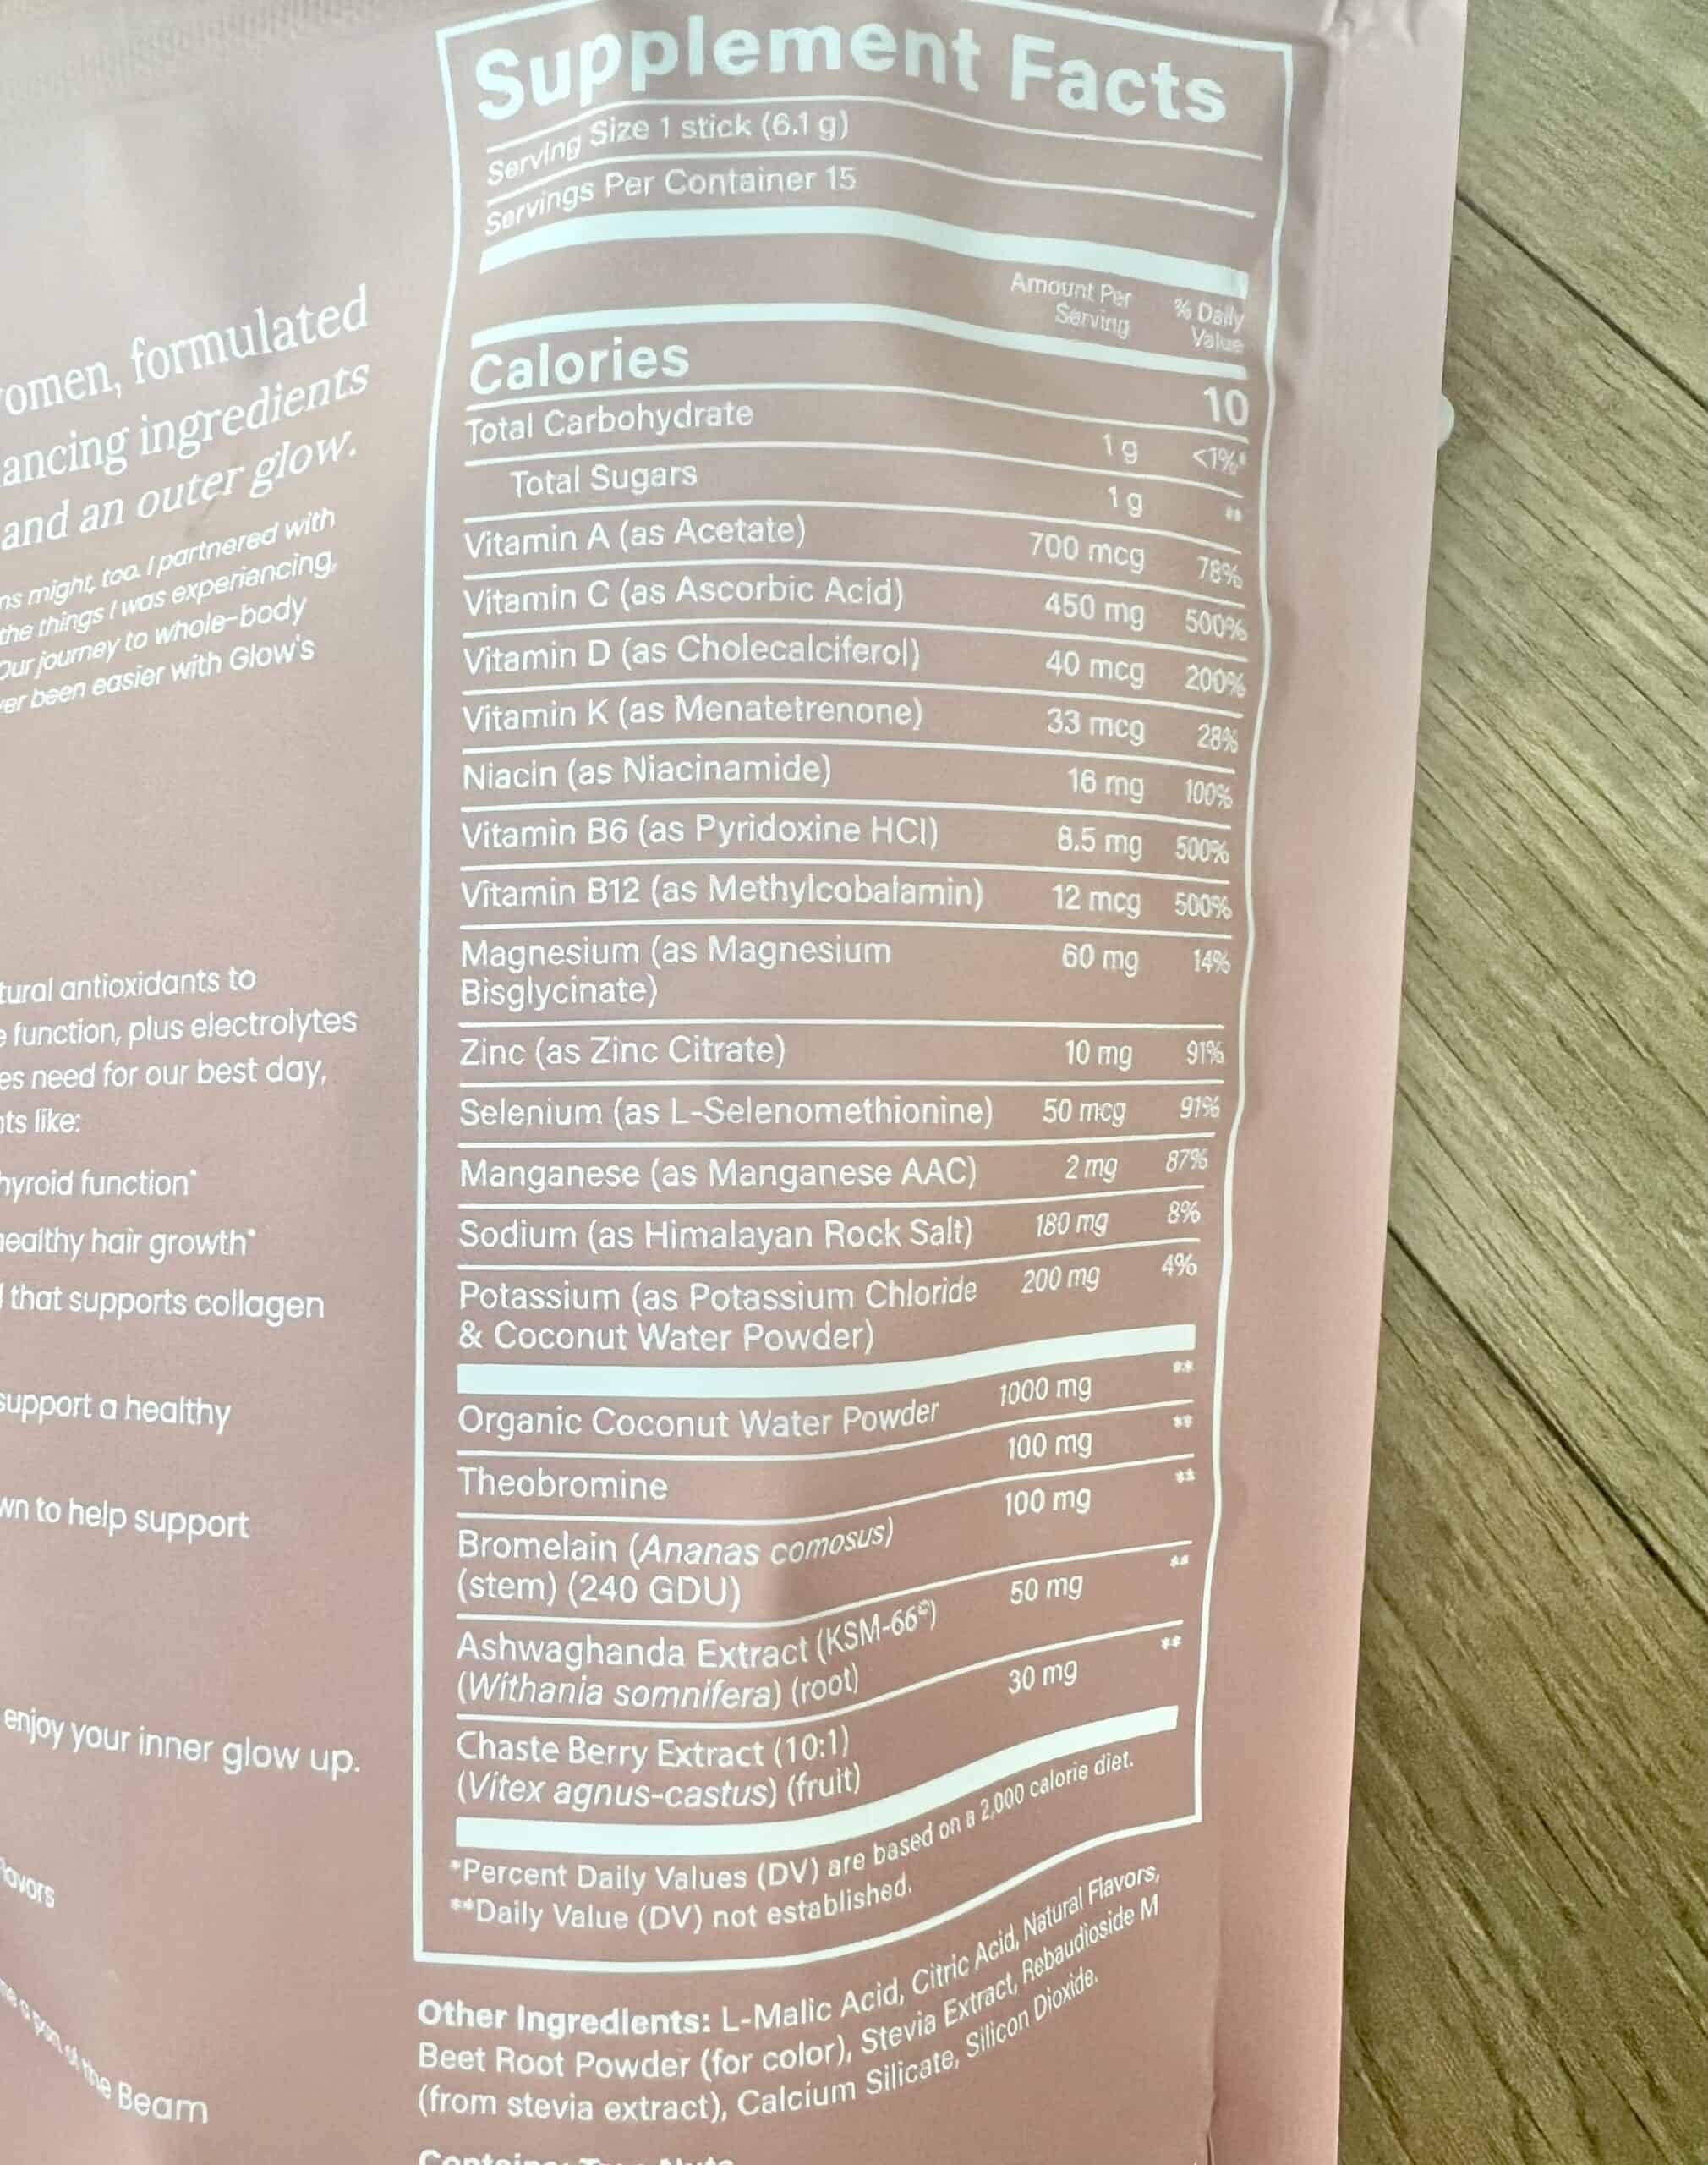 omen, formulated
ancing ingredients
and an outer glow.
ns might, too. I partnered with
the things I was experiencing,
Our journey to whole-body
er been easier with Glow's
tural antioxidants to
e function, plus electrolytes
es need for our best day,
nts like:
hyroid function*
healthy hair growth*
that supports collagen
support a healthy
wn to help support
enjoy your inner glow up.
lavors
of the Beam
Supplement Facts
Serving Size 1 stick (6.1 g)
Servings Per Container 15
Amount Per Serving % Daily Value
Calories 10
Total Carbohydrate 1 g <1%*
Total Sugars 1 g **
Vitamin A (as Acetate) 700 mcg 78%
Vitamin C (as Ascorbic Acid) 450 mg 500%
Vitamin D (as Cholecalciferol) 40 mcg 200%
Vitamin K (as Menatetrenone) 33 mcg 28%
Niacin (as Niacinamide) 16 mg 100%
Vitamin B6 (as Pyridoxine HCl) 8.5 mg 500%
Vitamin B12 (as Methylcobalamin) 12 mcg 500%
Magnesium (as Magnesium 60 mg 14%
Bisglycinate)
Zinc (as Zinc Citrate) 10 mg 91%
Selenium (as L-Selenomethionine) 50 mcg 91%
Manganese (as Manganese AAC) 2 mg 87%
Sodium (as Himalayan Rock Salt) 180 mg 8%
Potassium (as Potassium Chloride 200 mg 4%
& Coconut Water Powder)
Organic Coconut Water Powder 1000 mg **
Theobromine 100 mg **
Bromelain (Ananas comosus) 100 mg **
(stem) (240 GDU)
Ashwaghanda Extract (KSM-66®) 50 mg **
(Withania somnifera) (root)
Chaste Berry Extract (10:1) 30 mg **
(Vitex agnus-castus) (fruit)
*Percent Daily Values (DV) are based on a 2,000 calorie diet.
**Daily Value (DV) not established.
Other Ingredients: L-Malic Acid, Citric Acid, Natural Flavors,
Beet Root Powder (for color), Stevia Extract, Rebaudioside M
(from stevia extract), Calcium Silicate, Silicon Dioxide.
Contains: Tree Nuts